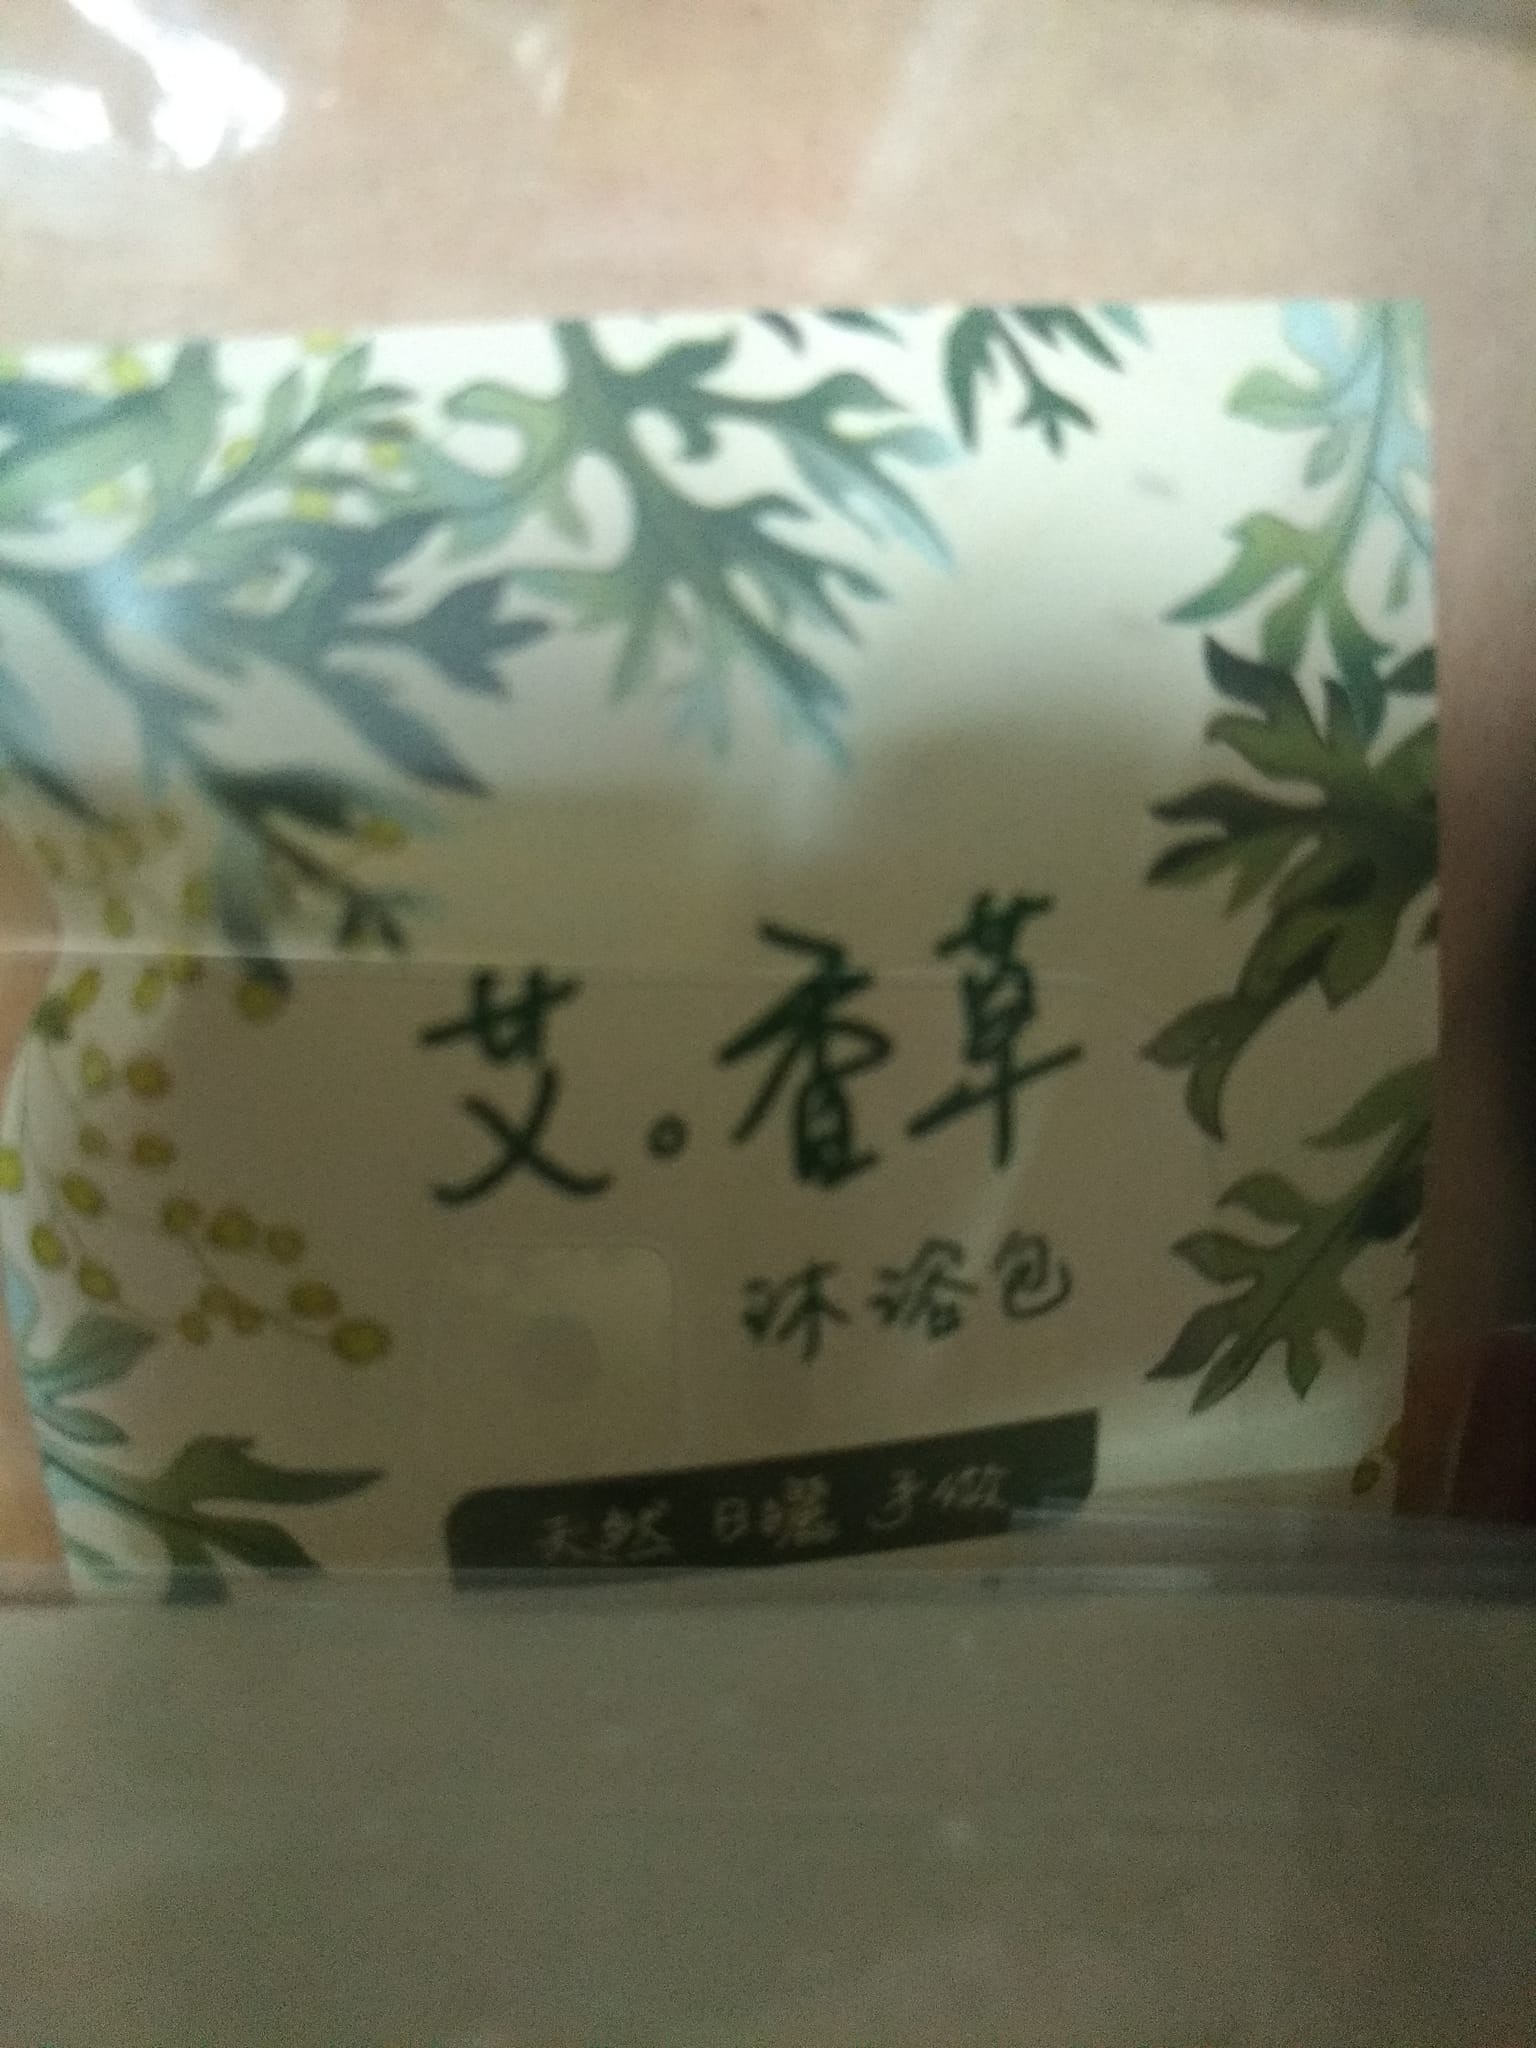 艾。香草
沐浴包
天然 日曬 手做